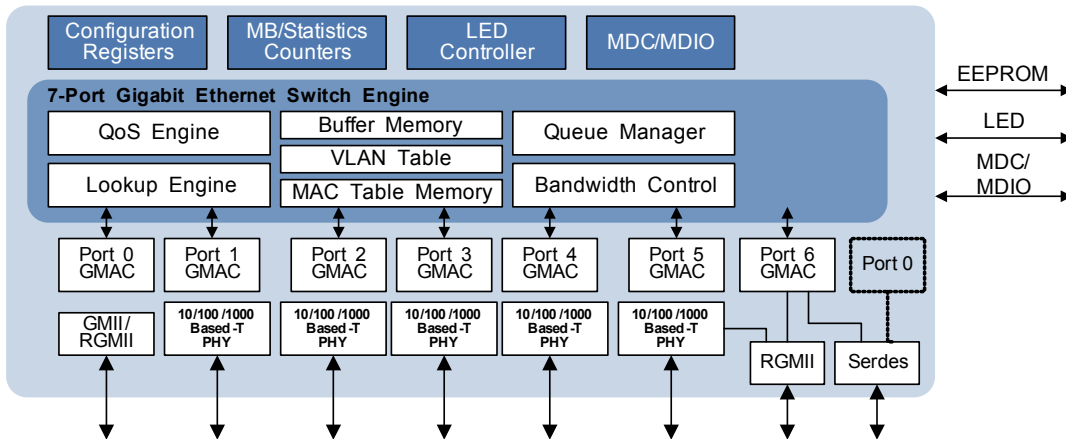 Configuration Registers
MB/Statistics Counters
LED Controller
MDC/MDIO
EEPROM
LED
MDC/
MDIO
7-Port Gigabit Ethernet Switch Engine
QoS Engine
Buffer Memory
Queue Manager
VLAN Table
Lookup Engine
MAC Table Memory
Bandwidth Control
Port 0
GMAC
Port 1
GMAC
Port 2
GMAC
Port 3
GMAC
Port 4
GMAC
Port 5
GMAC
Port 6
GMAC
Port 0
GMII/
RGMII
10/100/1000
Based-T
PHY
10/100/1000
Based-T
PHY
10/100/1000
Based-T
PHY
10/100/1000
Based-T
PHY
10/100/1000
Based-T
PHY
RGMII
Serdes